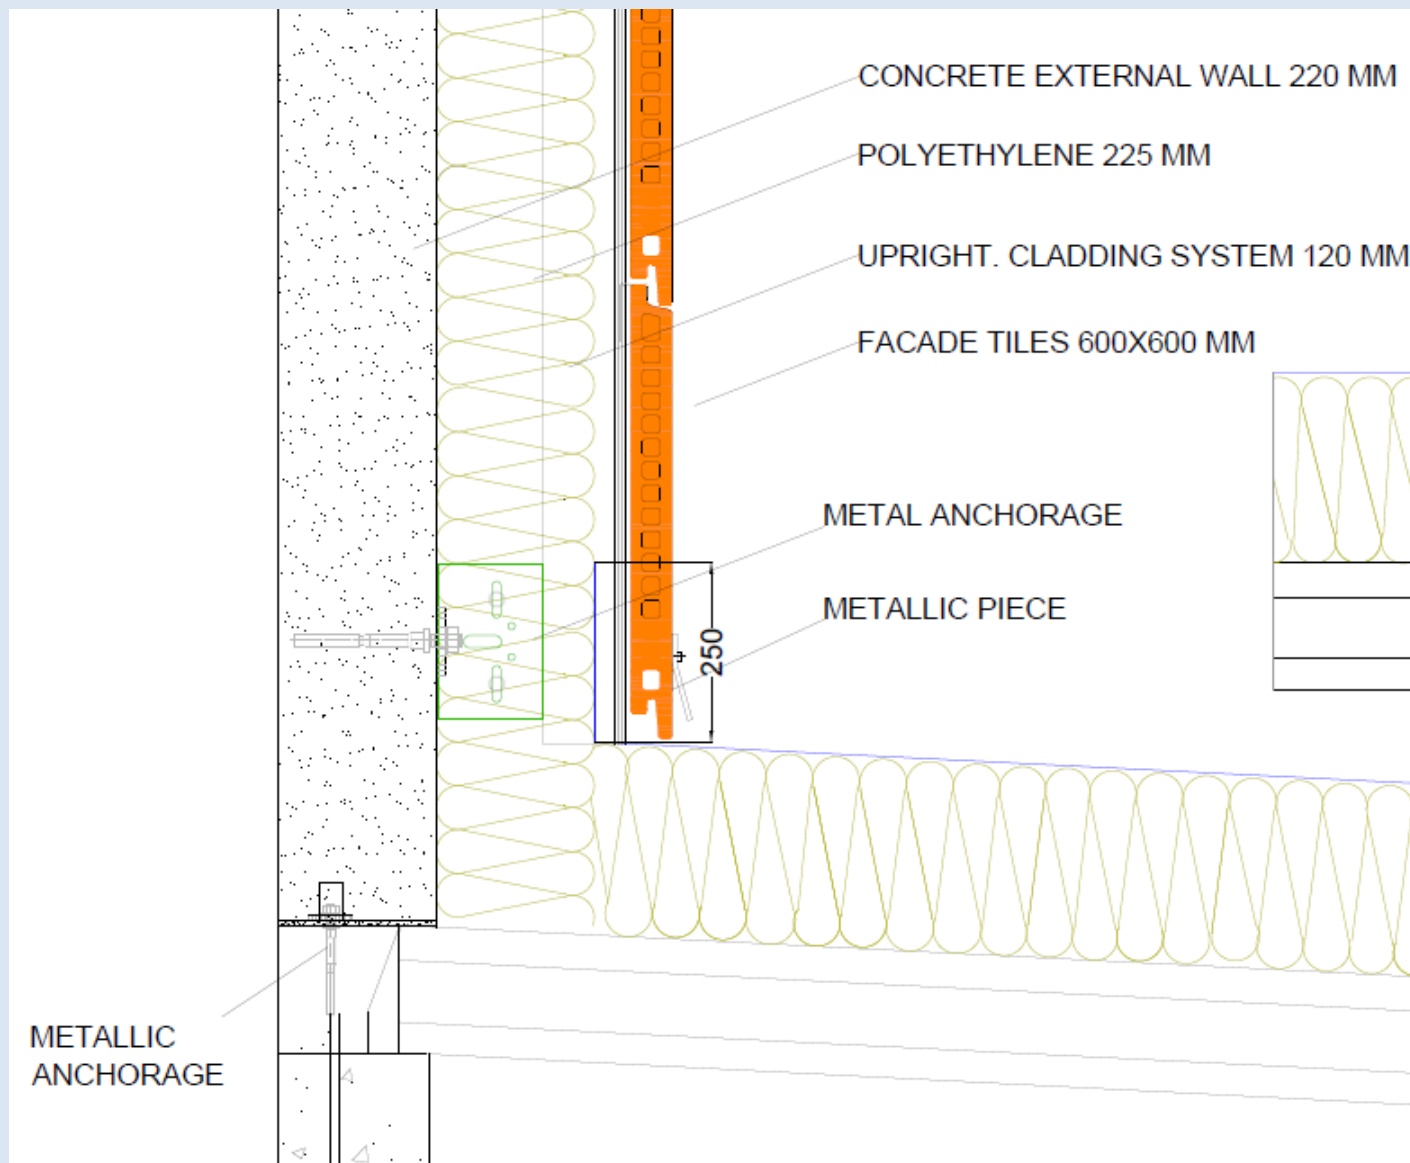 CONCRETE EXTERNAL WALL 220 MM
POLYETHYLENE 225 MM
UPRIGHT. CLADDING SYSTEM 120 MM
FACADE TILES 600X600 MM
METAL ANCHORAGE
METALLIC PIECE
250
METALLIC
ANCHORAGE